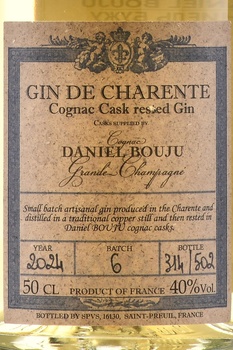 GIN DE CHARENTE
Cognac Cask rested Gin
CASKS SUPPLIED BY
Cognac
DANIEL BOUJU
Grande Champagne
Small batch artisanal gin produced in the Charente and
distilled in a traditional copper still and then rested in
Daniel BOUJU cognac casks.
YEAR BATCH BOTTLE
2024 6 314/502
50 CL PRODUCT OF FRANCE 40%vol.
BOTTLED BY SPVS, 16130, SAINT-PREUIL, FRANCE